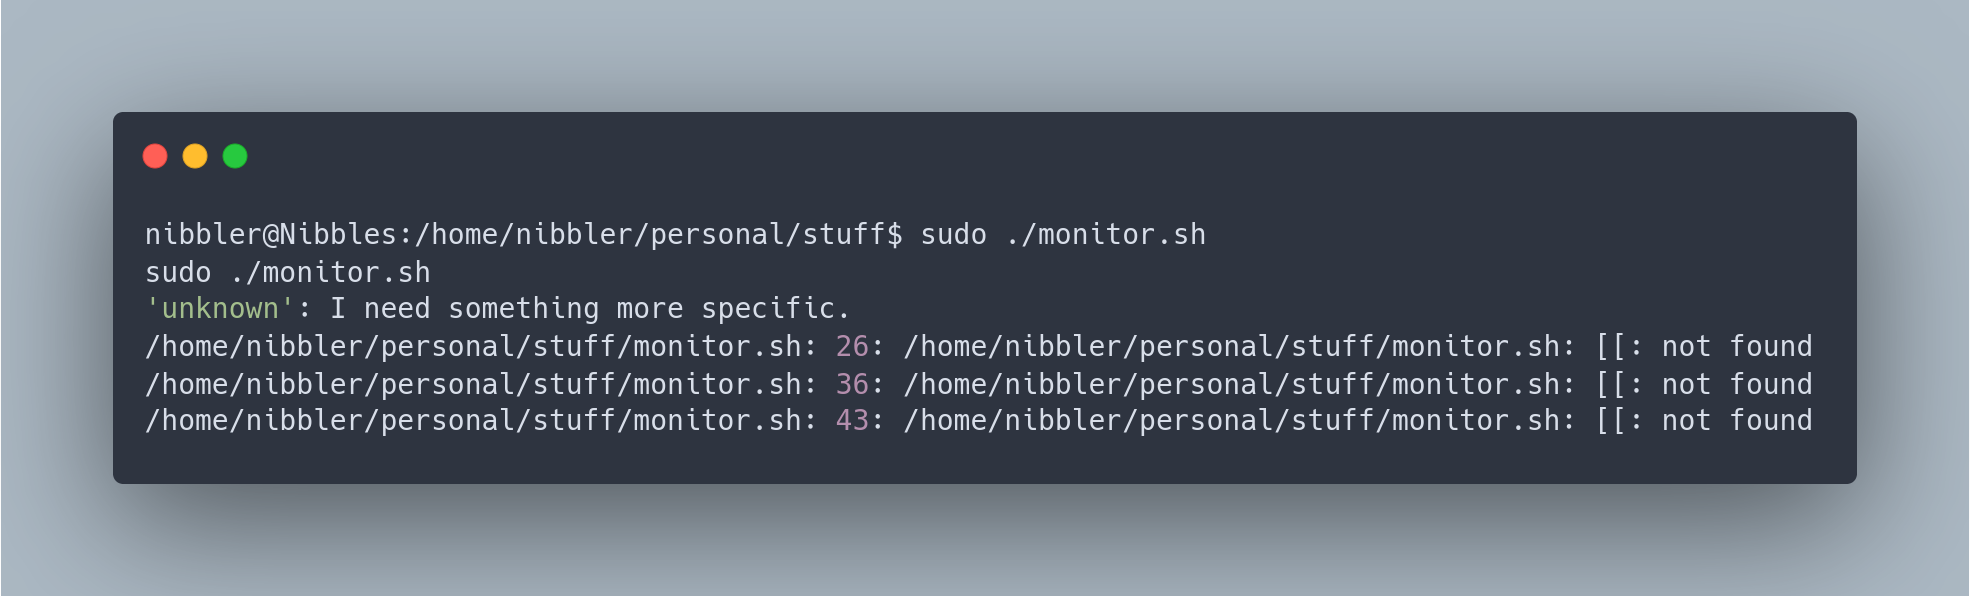 nibbler@Nibbles:/home/nibbler/personal/stuff$ sudo ./monitor.sh
sudo ./monitor.sh
'unknown': I need something more specific.
/home/nibbler/personal/stuff/monitor.sh: 26: /home/nibbler/personal/stuff/monitor.sh: [[: not found
/home/nibbler/personal/stuff/monitor.sh: 36: /home/nibbler/personal/stuff/monitor.sh: [[: not found
/home/nibbler/personal/stuff/monitor.sh: 43: /home/nibbler/personal/stuff/monitor.sh: [[: not found